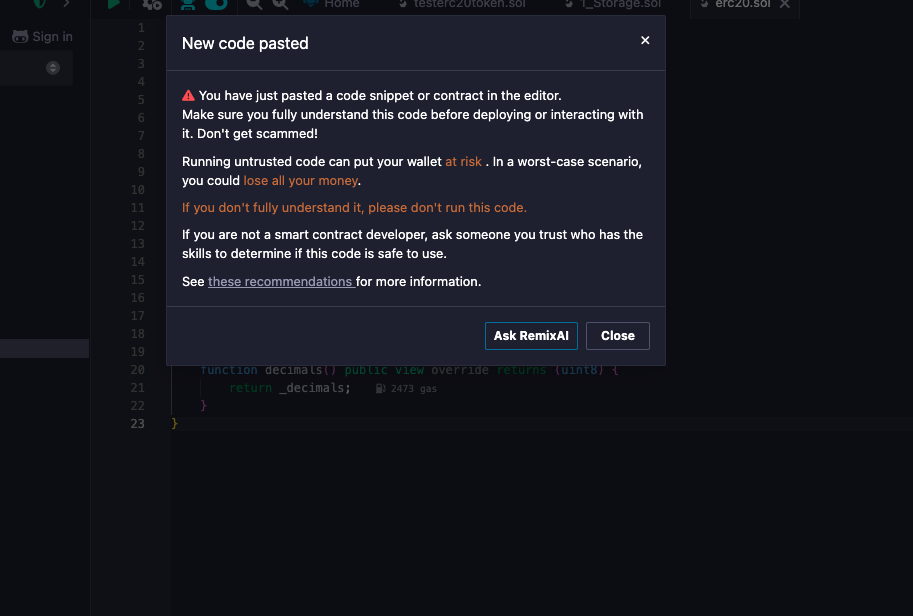 Home
testerc20token.sol
1_Storage.sol
erc20.sol
Sign in
New code pasted
You have just pasted a code snippet or contract in the editor.
Make sure you fully understand this code before deploying or interacting with
it. Don't get scammed!
Running untrusted code can put your wallet at risk . In a worst-case scenario,
you could lose all your money.
If you don't fully understand it, please don't run this code.
If you are not a smart contract developer, ask someone you trust who has the
skills to determine if this code is safe to use.
See these recommendations for more information.
Ask RemixAI
Close
1
2
3
4
5
6
7
8
9
10
11
12
13
14
15
16
17
18
19
20 function decimals() public view override returns (uint8) {
21 return _decimals; 2473 gas
22 }
23 }